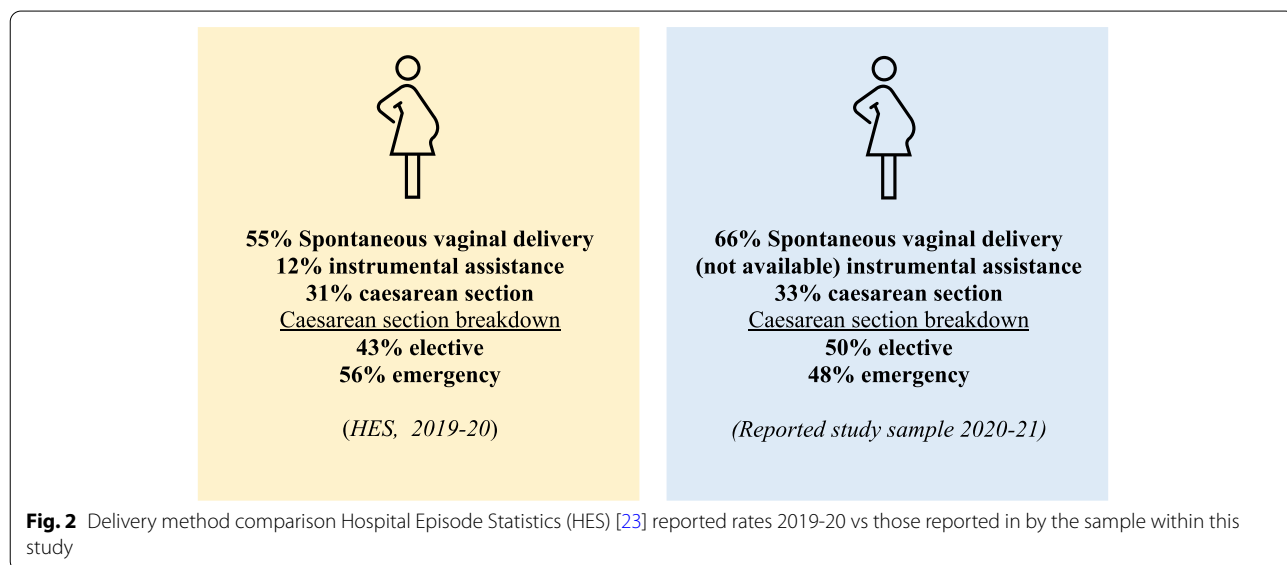 55% Spontaneous vaginal delivery
12% instrumental assistance
31% caesarean section
Caesarean section breakdown
43% elective
56% emergency
(HES, 2019-20)
66% Spontaneous vaginal delivery
(not available) instrumental assistance
33% caesarean section
Caesarean section breakdown
50% elective
48% emergency
(Reported study sample 2020-21)
Fig. 2 Delivery method comparison Hospital Episode Statistics (HES) [23] reported rates 2019-20 vs those reported in by the sample within this
study